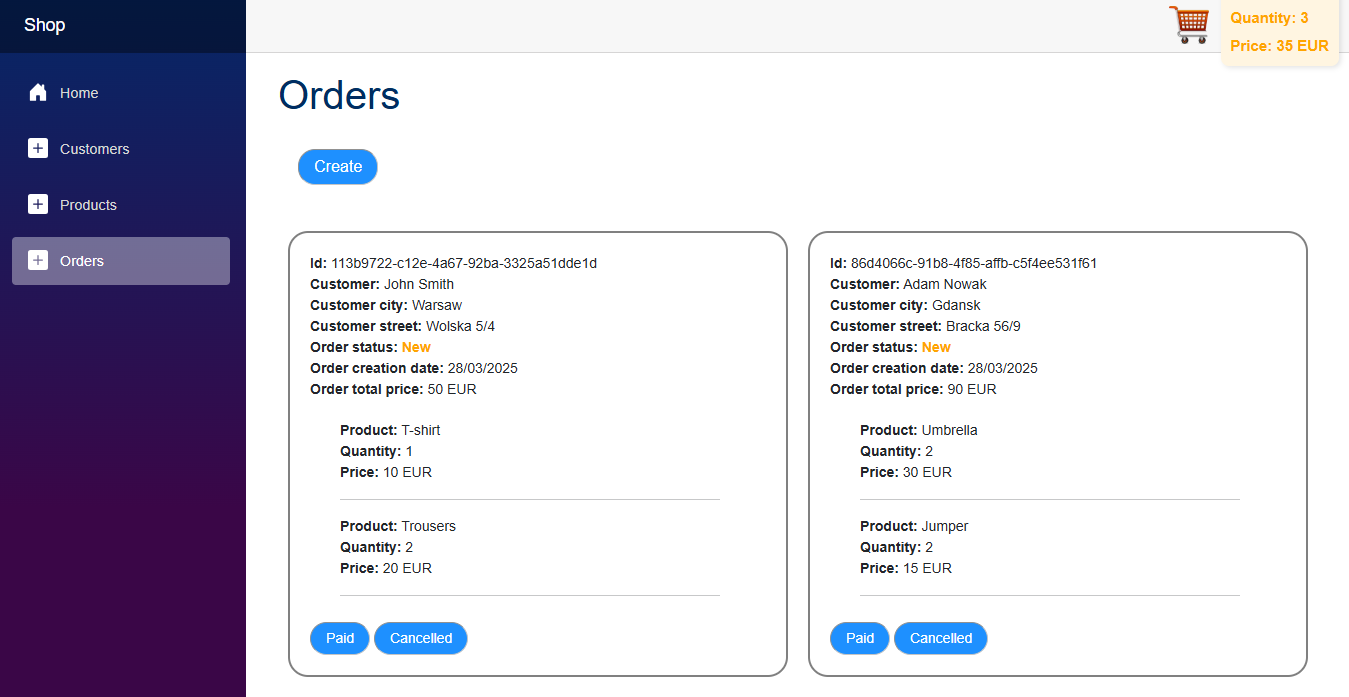 Shop
Quantity: 3
Price: 35 EUR
Home
Customers
Products
Orders
Orders
Create
Id: 113b9722-c12e-4a67-92ba-3325a51dde1d
Customer: John Smith
Customer city: Warsaw
Customer street: Wolska 5/4
Order status: New
Order creation date: 28/03/2025
Order total price: 50 EUR
Product: T-shirt
Quantity: 1
Price: 10 EUR
Product: Trousers
Quantity: 2
Price: 20 EUR
Paid
Cancelled
Id: 86d4066c-91b8-4f85-affb-c5f4ee531f61
Customer: Adam Nowak
Customer city: Gdansk
Customer street: Bracka 56/9
Order status: New
Order creation date: 28/03/2025
Order total price: 90 EUR
Product: Umbrella
Quantity: 2
Price: 30 EUR
Product: Jumper
Quantity: 2
Price: 15 EUR
Paid
Cancelled